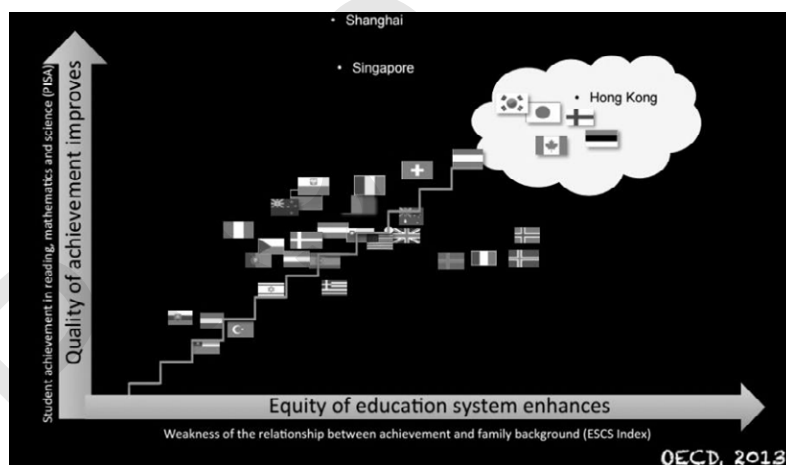 Shanghai
Singapore
Hong Kong
Student achievement in reading, mathematics and science (PISA)
Quality of achievement improves
Equity of education system enhances
Weakness of the relationship between achievement and family background (ESCS Index)
OECD, 2013